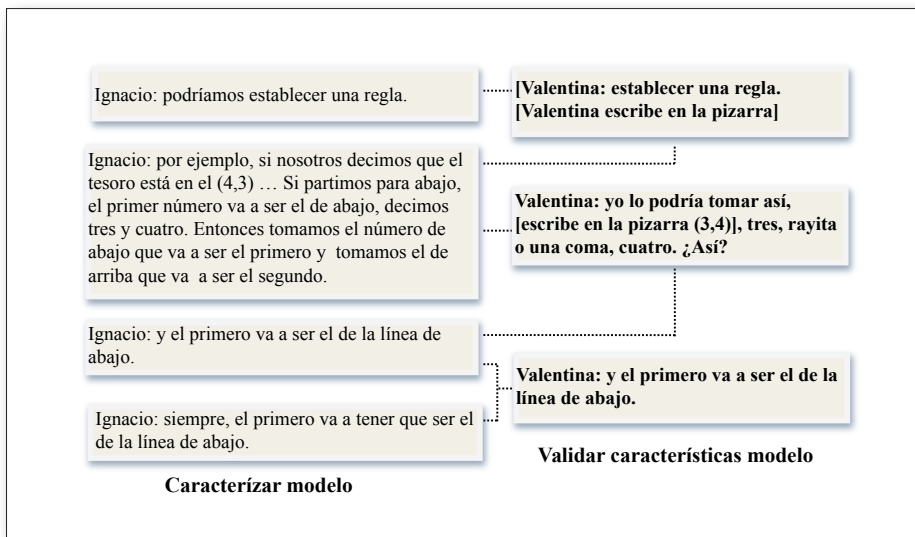 Ignacio: podríamos establecer una regla.
[Valentina: establecer una regla.
[Valentina escribe en la pizarra]
Ignacio: por ejemplo, si nosotros decimos que el
tesoro está en el (4,3) … Si partimos para abajo,
el primer número va a ser el de abajo, decimos
tres y cuatro. Entonces tomamos el número de
abajo que va a ser el primero y tomamos el de
arriba que va a ser el segundo.
Valentina: yo lo podría tomar así,
[escribe en la pizarra (3,4)], tres, rayita
o una coma, cuatro. ¿Así?
Ignacio: y el primero va a ser el de la línea de
abajo.
Valentina: y el primero va a ser el de la
línea de abajo.
Ignacio: siempre, el primero va a tener que ser el
de la línea de abajo.
Validar características modelo
Caracterízar modelo